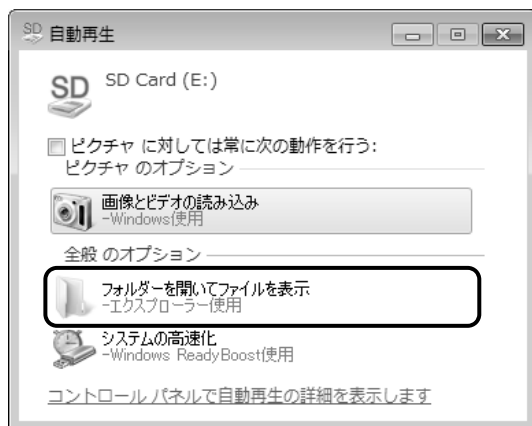 SD 自動再生
SD SD Card (E:)
ピクチャ に対しては常に次の動作を行う:
ピクチャ のオプション
画像とビデオの読み込み
-Windows使用
全般 のオプション
フォルダーを開いてファイルを表示
-エクスプローラー使用
システムの高速化
-Windows ReadyBoost使用
コントロール パネルで自動再生の詳細を表示します